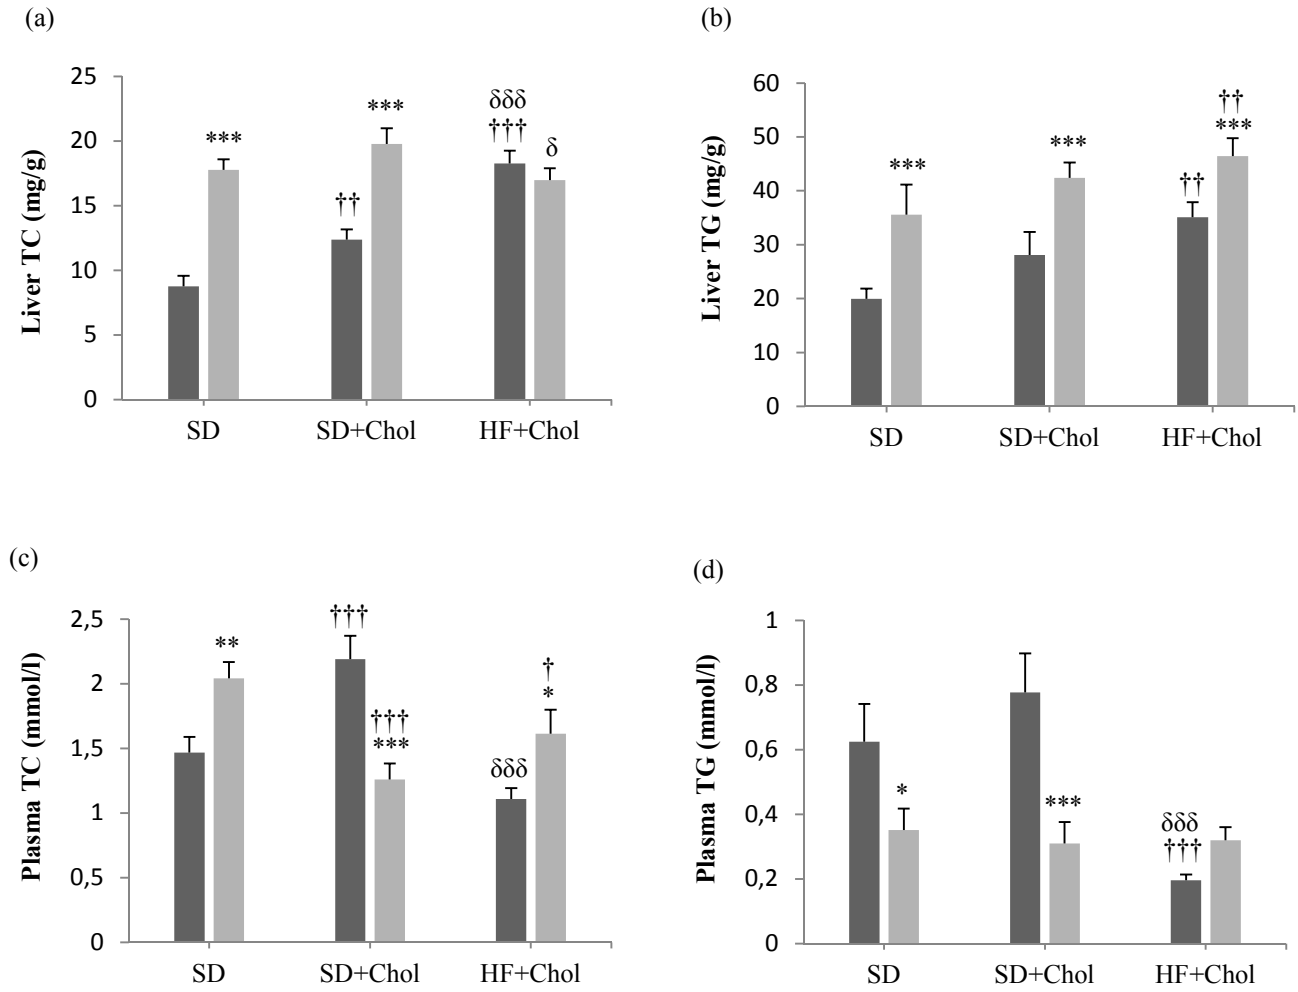 (a)
Liver TC (mg/g)
25
20
15
10
5
0
***
††
***
δδδ
†††
δ
SD
SD+Chol
HF+Chol
(b)
Liver TG (mg/g)
60
50
40
30
20
10
0
***
***
††
††
***
SD
SD+Chol
HF+Chol
(c)
Plasma TC (mmol/l)
2,5
2
1,5
1
0,5
0
**
†††
†††
***
δδδ
†
*
SD
SD+Chol
HF+Chol
(d)
Plasma TG (mmol/l)
1
0,8
0,6
0,4
0,2
0
*
***
δδδ
†††
SD
SD+Chol
HF+Chol